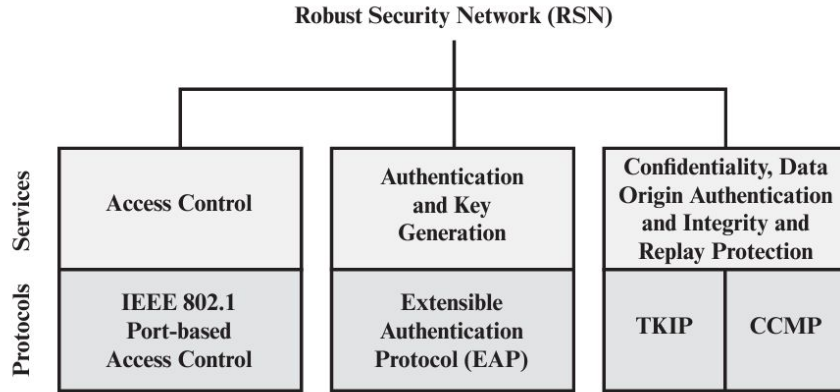 Robust Security Network (RSN)
Services
Access Control
Authentication
and Key
Generation
Confidentiality, Data
Origin Authentication
and Integrity and
Replay Protection
Protocols
IEEE 802.1
Port-based
Access Control
Extensible
Authentication
Protocol (EAP)
TKIP
CCMP